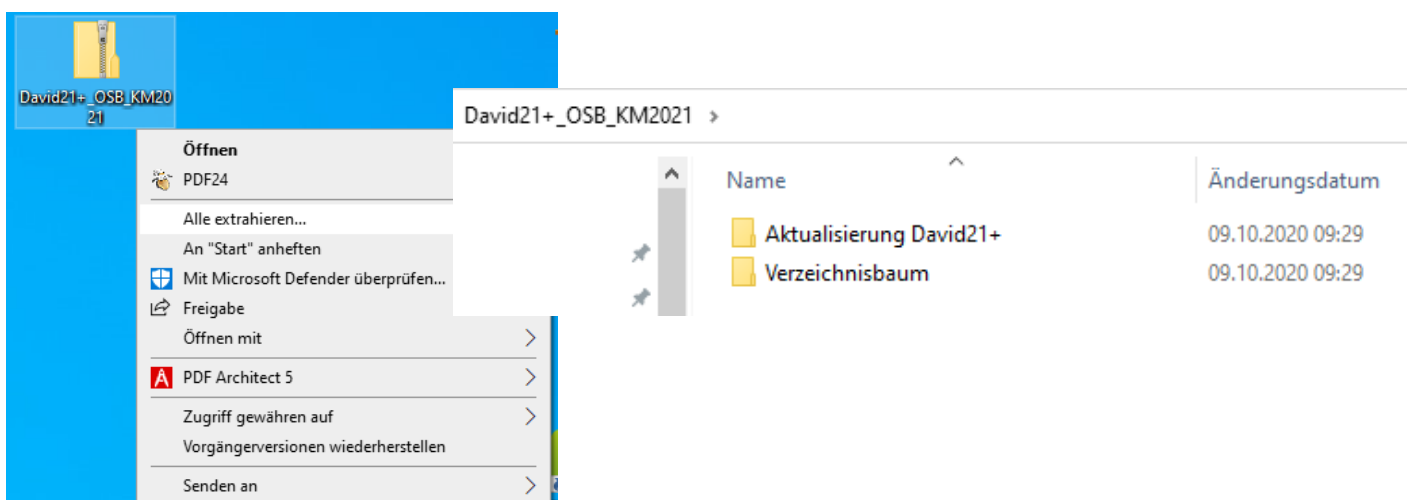 David21+_OSB_KM20
21
Öffnen
PDF24
Alle extrahieren...
An "Start" anheften
Mit Microsoft Defender überprüfen...
Freigabe
Öffnen mit
PDF Architect 5
Zugriff gewähren auf
Vorgängerversionen wiederherstellen
Senden an
David21+_OSB_KM2021
Name Änderungsdatum
Aktualisierung David21+ 09.10.2020 09:29
Verzeichnisbaum 09.10.2020 09:29